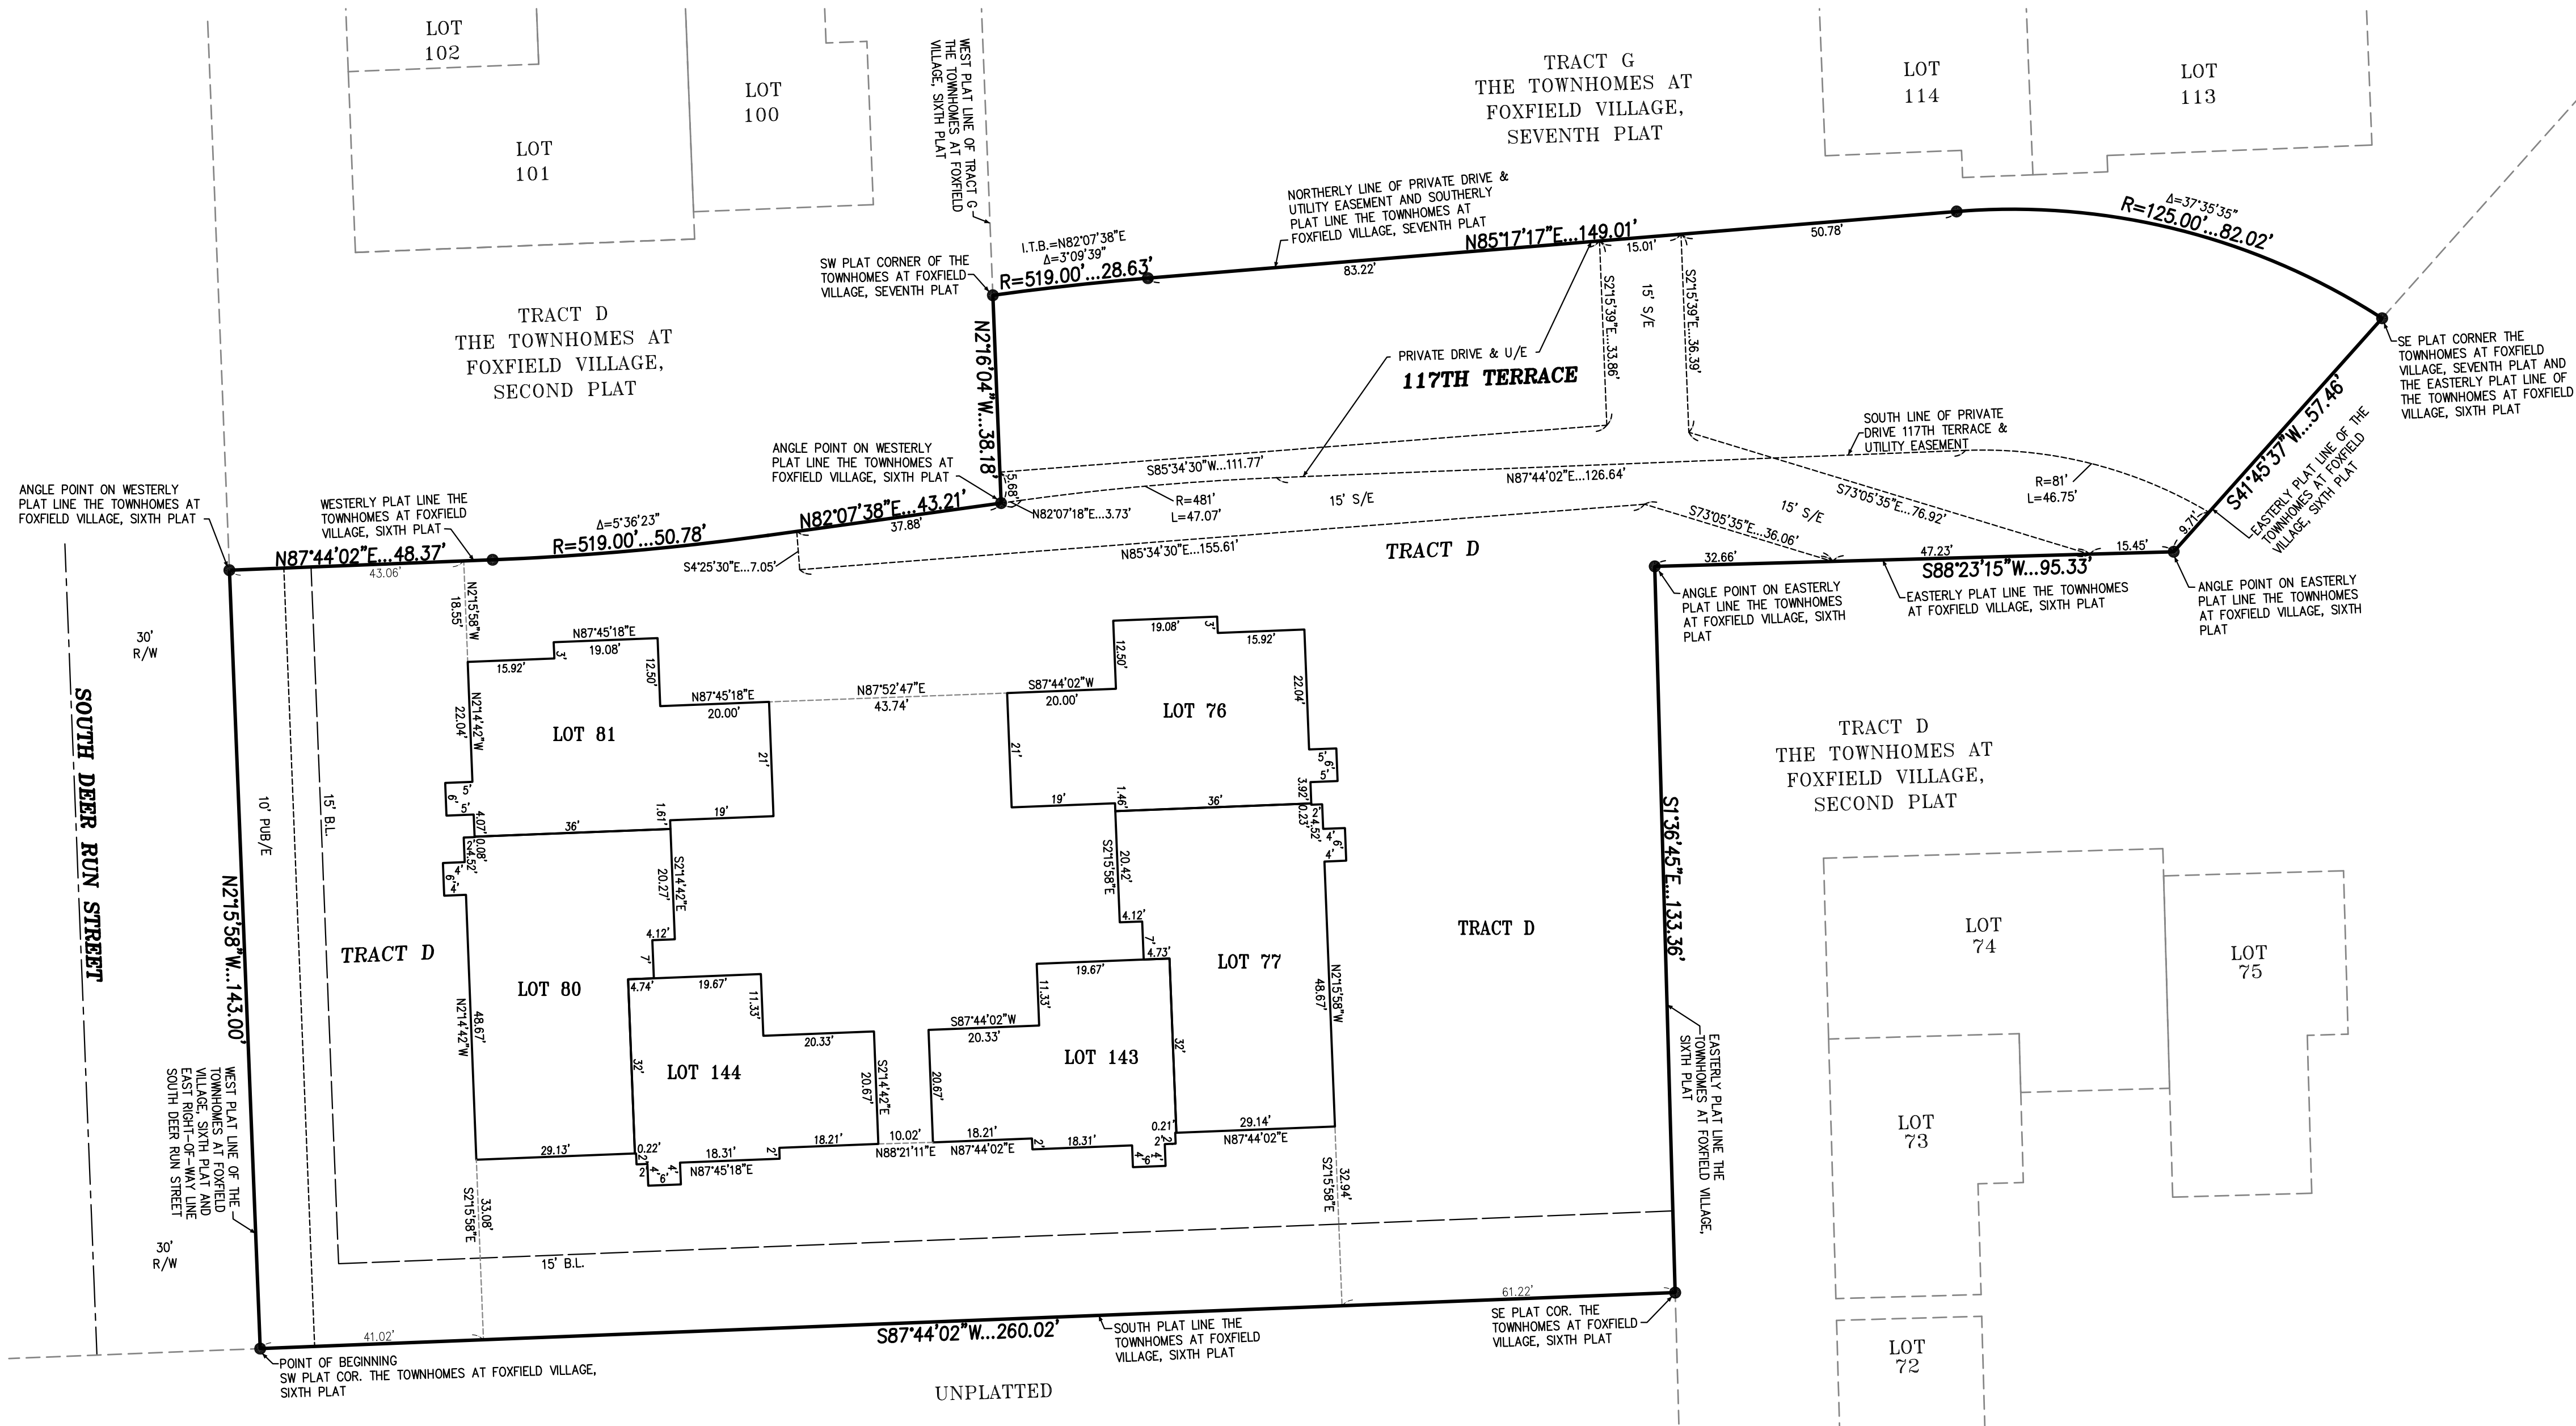 LOT
102
LOT
101
LOT
100
WEST PLAT LINE OF TRACT G
THE TOWNHOMES AT FOXFIELD
VILLAGE, SIXTH PLAT
TRACT G
THE TOWNHOMES AT
FOXFIELD VILLAGE,
SEVENTH PLAT
LOT
114
LOT
113
NORTHERLY LINE OF PRIVATE DRIVE &
UTILITY EASEMENT AND SOUTHERLY
PLAT LINE THE TOWNHOMES AT
FOXFIELD VILLAGE, SEVENTH PLAT
I.T.B.=N82°07'38"E
Δ=3°09'39"
R=519.00'...28.63'
N85°17'17"E...149.01'
83.22'
15.01'
50.78'
Δ=37°35'35"
R=125.00'...82.02'
SW PLAT CORNER OF THE
TOWNHOMES AT FOXFIELD
VILLAGE, SEVENTH PLAT
TRACT D
THE TOWNHOMES AT
FOXFIELD VILLAGE,
SECOND PLAT
N2°16'04"W...38.18'
S2°15'39"E...33.86'
15' S/E
S2°15'39"E...36.39'
PRIVATE DRIVE & U/E
117TH TERRACE
SE PLAT CORNER THE
TOWNHOMES AT FOXFIELD
VILLAGE, SEVENTH PLAT AND
THE EASTERLY PLAT LINE OF
THE TOWNHOMES AT FOXFIELD
VILLAGE, SIXTH PLAT
SOUTH LINE OF PRIVATE
DRIVE 117TH TERRACE &
UTILITY EASEMENT
S41°45'37"W...57.46'
9.71'
EASTERLY PLAT LINE OF THE
TOWNHOMES AT FOXFIELD
VILLAGE, SIXTH PLAT
ANGLE POINT ON WESTERLY
PLAT LINE THE TOWNHOMES AT
FOXFIELD VILLAGE, SIXTH PLAT
ANGLE POINT ON WESTERLY
PLAT LINE THE TOWNHOMES AT
FOXFIELD VILLAGE, SIXTH PLAT
WESTERLY PLAT LINE THE
TOWNHOMES AT FOXFIELD
VILLAGE, SIXTH PLAT
S85°34'30"W...111.77'
5.68'
N82°07'18"E...3.73'
R=481'
L=47.07'
15' S/E
N87°44'02"E...126.64'
R=81'
L=46.75'
S73°05'35"E...76.92'
15' S/E
S73°05'35"E...36.06'
N87°44'02"E...48.37'
43.06'
Δ=5°36'23"
R=519.00'...50.78'
N82°07'38"E...43.21'
37.88'
S4°25'30"E...7.05'
N85°34'30"E...155.61'
TRACT D
32.66'
47.23'
15.45'
S88°23'15"W...95.33'
ANGLE POINT ON EASTERLY
PLAT LINE THE TOWNHOMES
AT FOXFIELD VILLAGE, SIXTH
PLAT
EASTERLY PLAT LINE THE TOWNHOMES
AT FOXFIELD VILLAGE, SIXTH PLAT
ANGLE POINT ON EASTERLY
PLAT LINE THE TOWNHOMES
AT FOXFIELD VILLAGE, SIXTH
PLAT
30'
R/W
SOUTH DEER RUN STREET
N2°15'58"W
18.55'
N87°45'18"E
15.92'
3'
19.08'
12.50'
N87°45'18"E
20.00'
N87°52'47"E
43.74'
N2°14'42"W
22.04'
LOT 81
21'
5'
6'
5'
4.07'
0.08'
36'
1.61'
19'
S87°44'02"W
20.00'
12.50'
19.08'
3'
15.92'
LOT 76
22.04'
21'
5'
6'
5'
3.92'
0.23'
19'
1.46'
36'
2'
4.52'
4'
6'
4'
10' PUB/E
15' B.L.
2'
4.52'
4'
6'
4'
S2°14'42"E
20.27'
4.12'
7'
20.42'
S2°15'58"E
4.12'
7'
4.73'
TRACT D
LOT 80
N2°14'42"W
48.67'
4.74'
19.67'
11.33'
20.33'
LOT 144
32'
S2°14'42"E
20.67'
29.13'
0.22'
2'
2'
4'
6'
4'
18.31'
N87°45'18"E
2'
18.21'
10.02'
N88°21'11"E
LOT 77
N2°15'58"W
48.67'
19.67'
11.33'
S87°44'02"W
20.33'
LOT 143
32'
20.67'
18.21'
N87°44'02"E
2'
18.31'
4'
6'
4'
2'
2'
0.21'
29.14'
N87°44'02"E
TRACT D
S1°36'45"E...133.36'
EASTERLY PLAT LINE THE
TOWNHOMES AT FOXFIELD VILLAGE,
SIXTH PLAT
TRACT D
THE TOWNHOMES AT
FOXFIELD VILLAGE,
SECOND PLAT
LOT
74
LOT
75
LOT
73
LOT
72
N2°15'58"W...143.00'
WEST PLAT LINE OF THE
TOWNHOMES AT FOXFIELD
VILLAGE, SIXTH PLAT AND
EAST RIGHT-OF-WAY LINE
SOUTH DEER RUN STREET
30'
R/W
33.08'
S2°15'58"E
32.94'
S2°15'58"E
15' B.L.
41.02'
S87°44'02"W...260.02'
61.22'
POINT OF BEGINNING
SW PLAT COR. THE TOWNHOMES AT FOXFIELD VILLAGE,
SIXTH PLAT
SOUTH PLAT LINE THE
TOWNHOMES AT FOXFIELD
VILLAGE, SIXTH PLAT
SE PLAT COR. THE
TOWNHOMES AT FOXFIELD
VILLAGE, SIXTH PLAT
UNPLATTED